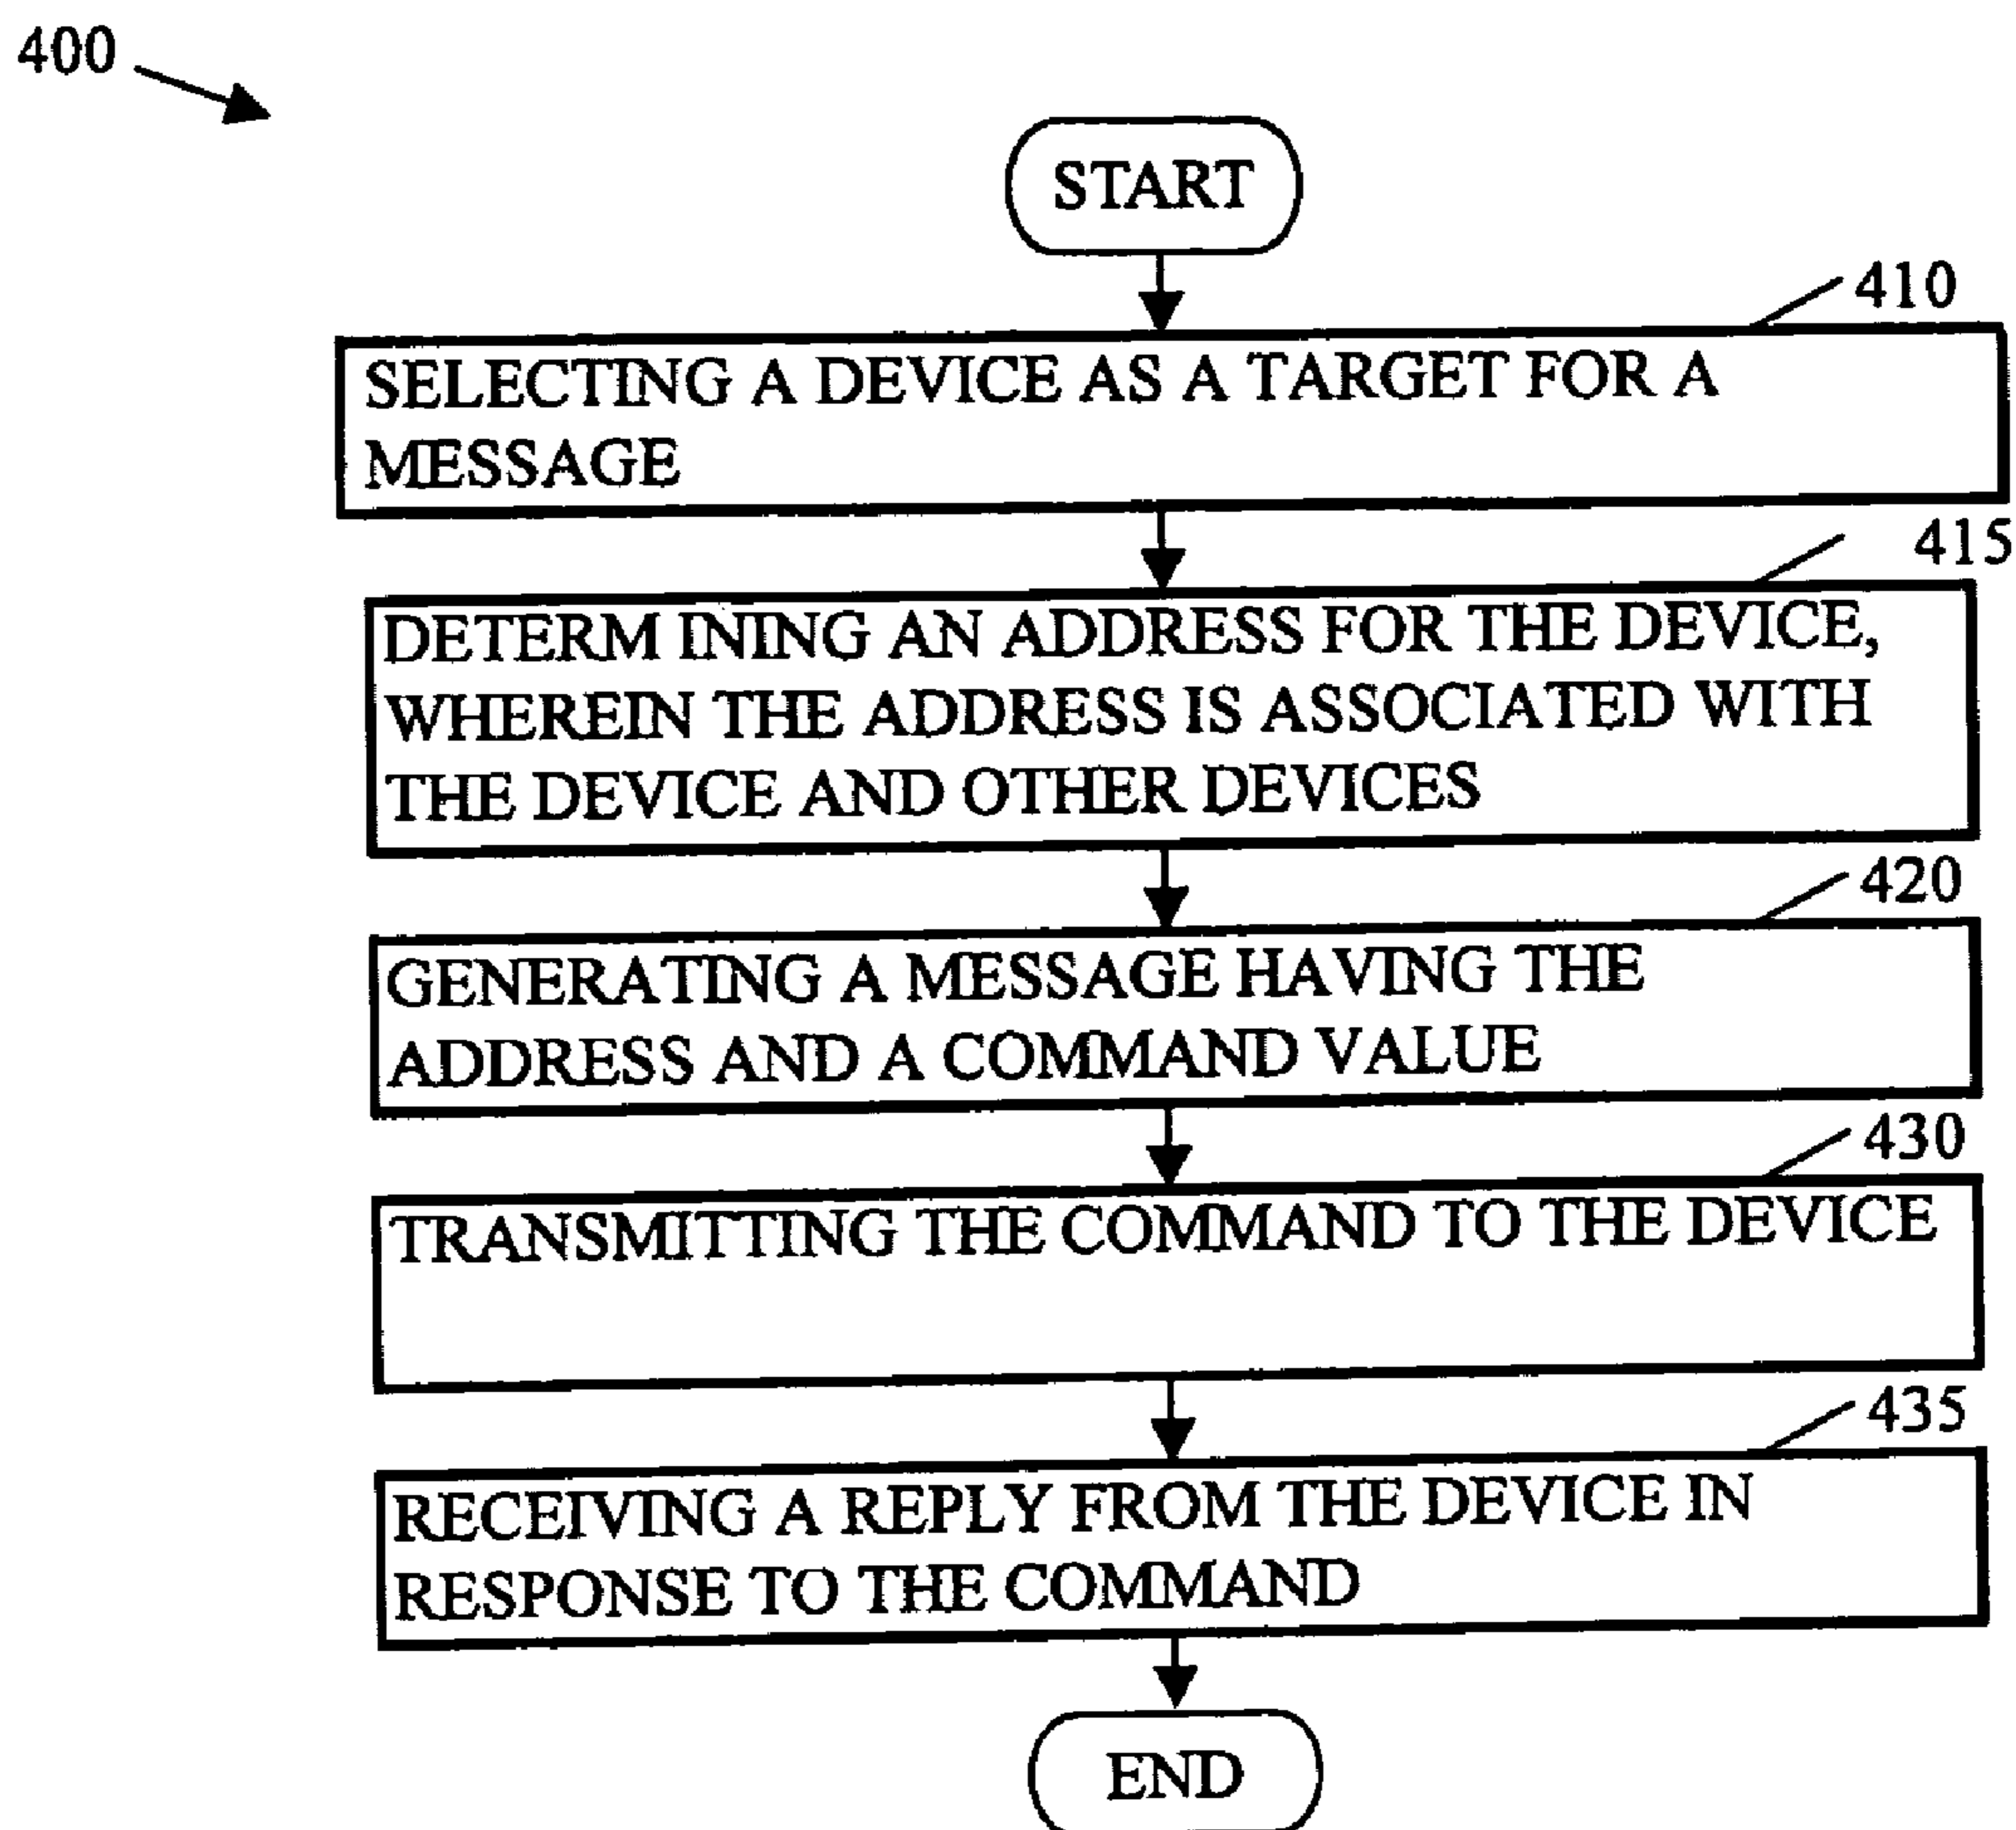 400
START
410
SELECTING A DEVICE AS A TARGET FOR A
MESSAGE
415
DETERM INING AN ADDRESS FOR THE DEVICE,
WHEREIN THE ADDRESS IS ASSOCIATED WITH
THE DEVICE AND OTHER DEVICES
420
GENERATING A MESSAGE HAVING THE
ADDRESS AND A COMMAND VALUE
430
TRANSMITTING THE COMMAND TO THE DEVICE
435
RECEIVING A REPLY FROM THE DEVICE IN
RESPONSE TO THE COMMAND
END